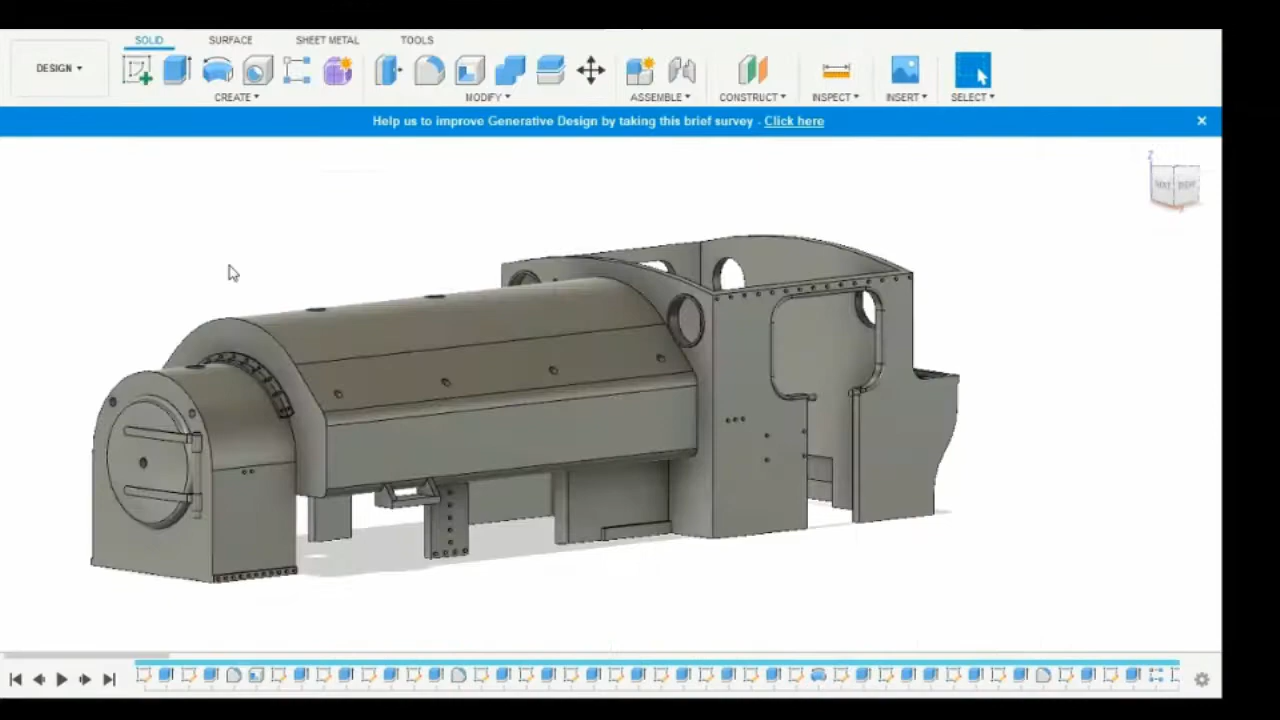 SOLID SURFACE SHEET METAL TOOLS
DESIGN
CREATE MODIFY ASSEMBLE CONSTRUCT INSPECT INSERT SELECT
Help us to improve Generative Design by taking this brief survey - Click here
Z